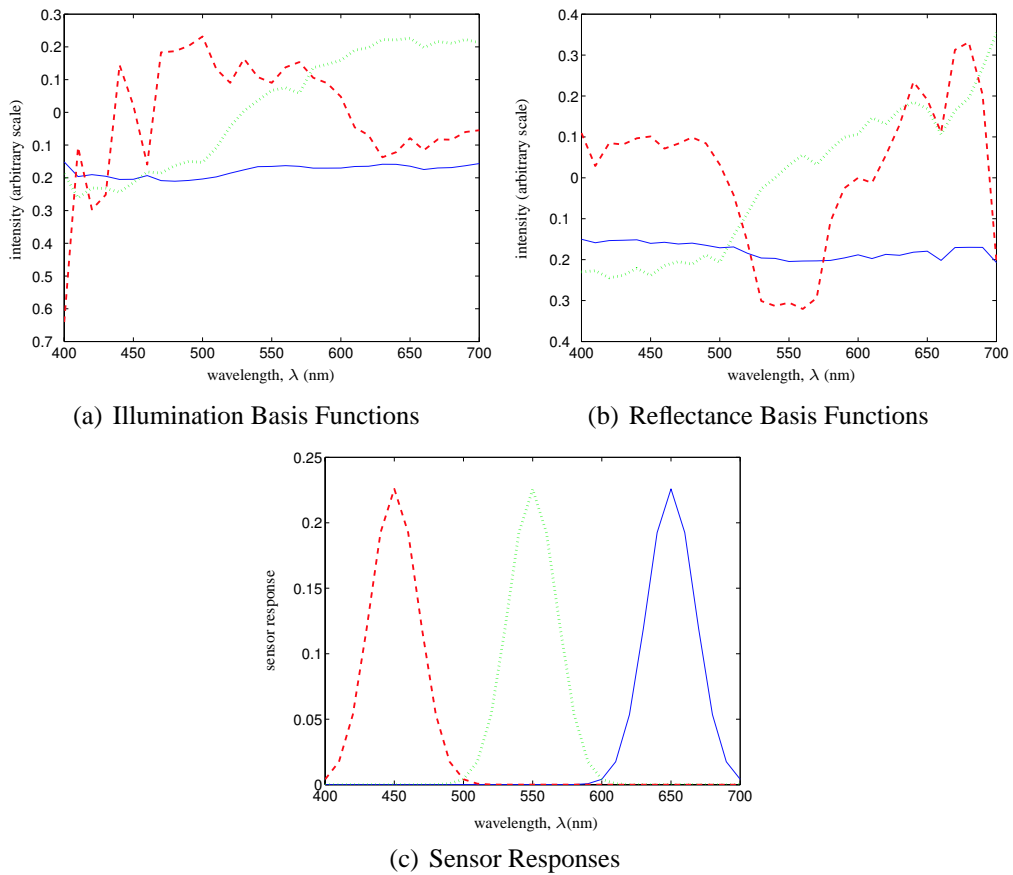 0.3
0.2
0.1
0
0.1
0.2
0.3
0.4
0.5
0.6
0.7
400 450 500 550 600 650 700
intensity (arbitrary scale)
wavelength, λ (nm)
(a) Illumination Basis Functions
0.4
0.3
0.2
0.1
0
0.1
0.2
0.3
0.4
400 450 500 550 600 650 700
intensity (arbitrary scale)
wavelength, λ (nm)
(b) Reflectance Basis Functions
0.25
0.2
0.15
0.1
0.05
0
400 450 500 550 600 650 700
sensor response
wavelength, λ(nm)
(c) Sensor Responses